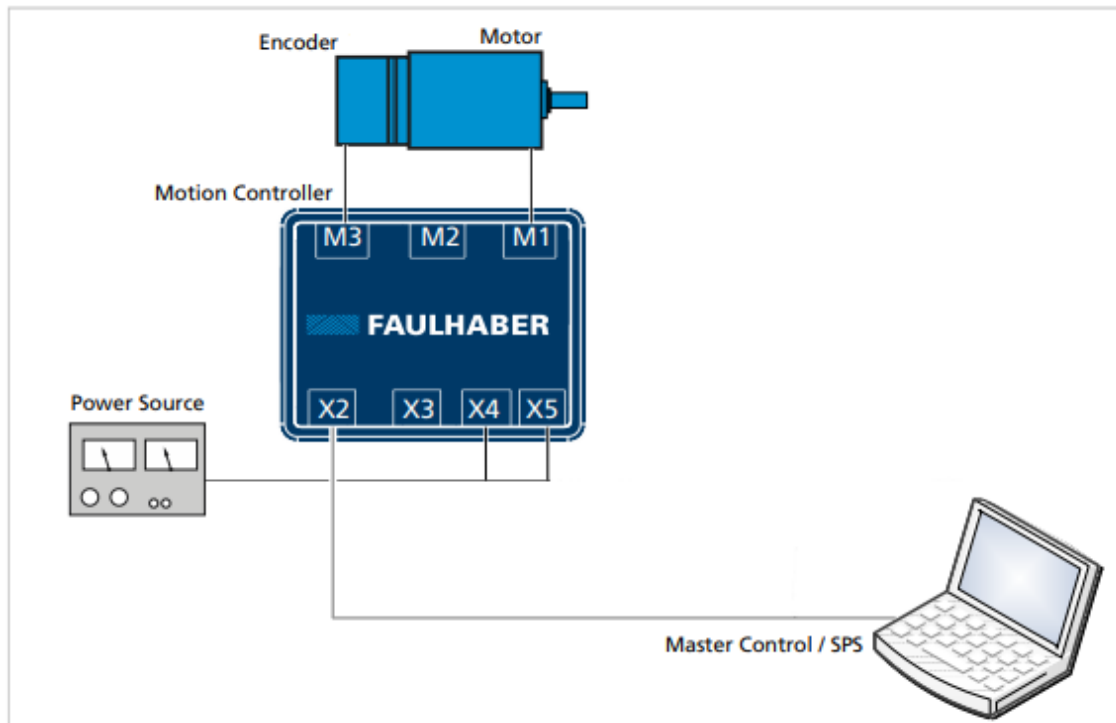 Encoder
Motor
Motion Controller
M3
M2
M1
FAULHABER
X2
X3
X4
X5
Power Source
Master Control / SPS